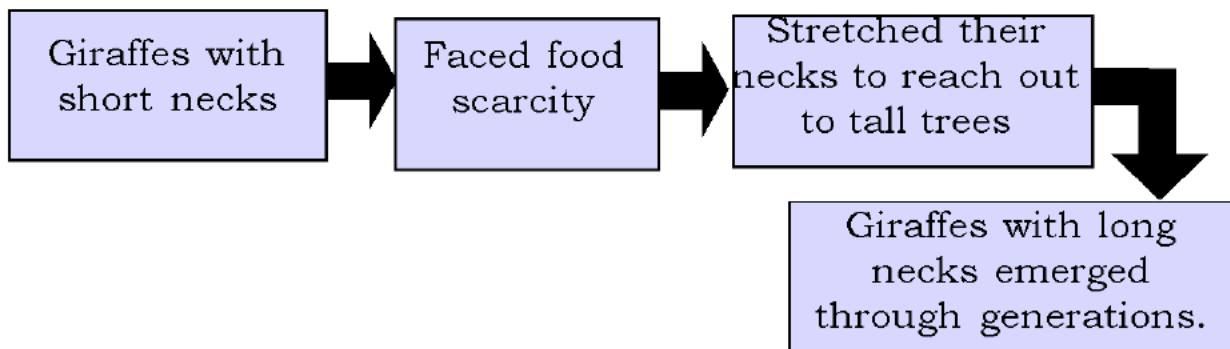 Giraffes with
short necks
Faced food
scarcity
Stretched their
necks to reach out
to tall trees
Giraffes with long
necks emerged
through generations.